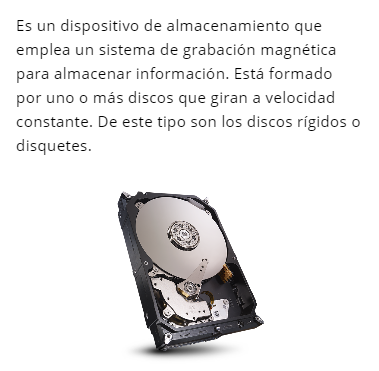 Es un dispositivo de almacenamiento que
emplea un sistema de grabación magnética
para almacenar información. Está formado
por uno o más discos que giran a velocidad
constante. De este tipo son los discos rígidos o
disquetes.